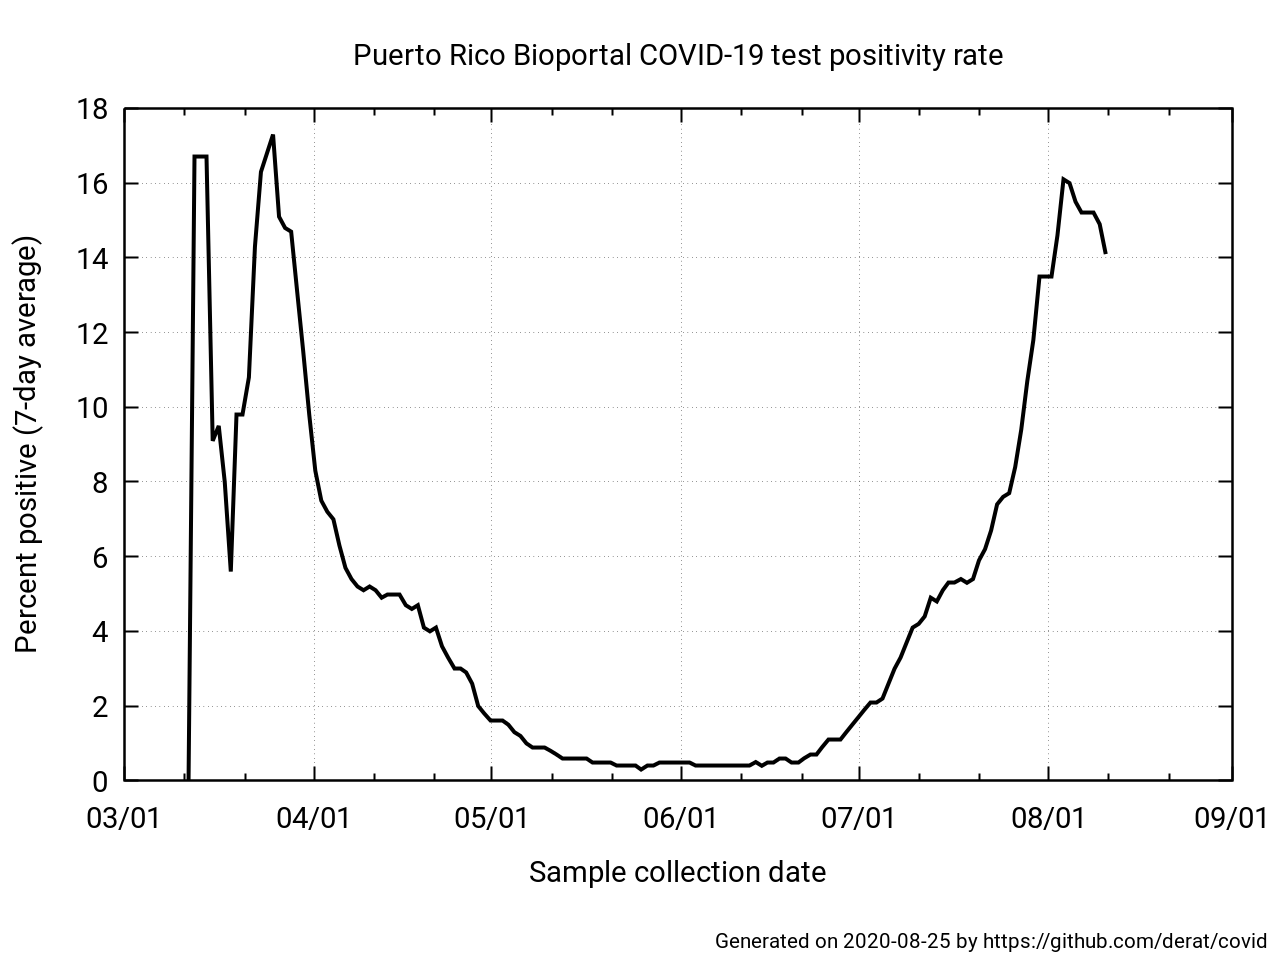 Puerto Rico Bioportal COVID-19 test positivity rate
18
16
14
12
10
8
6
4
2
0
Percent positive (7-day average)
03/01 04/01 05/01 06/01 07/01 08/01 09/01
Sample collection date
Generated on 2020-08-25 by https://github.com/derat/covid